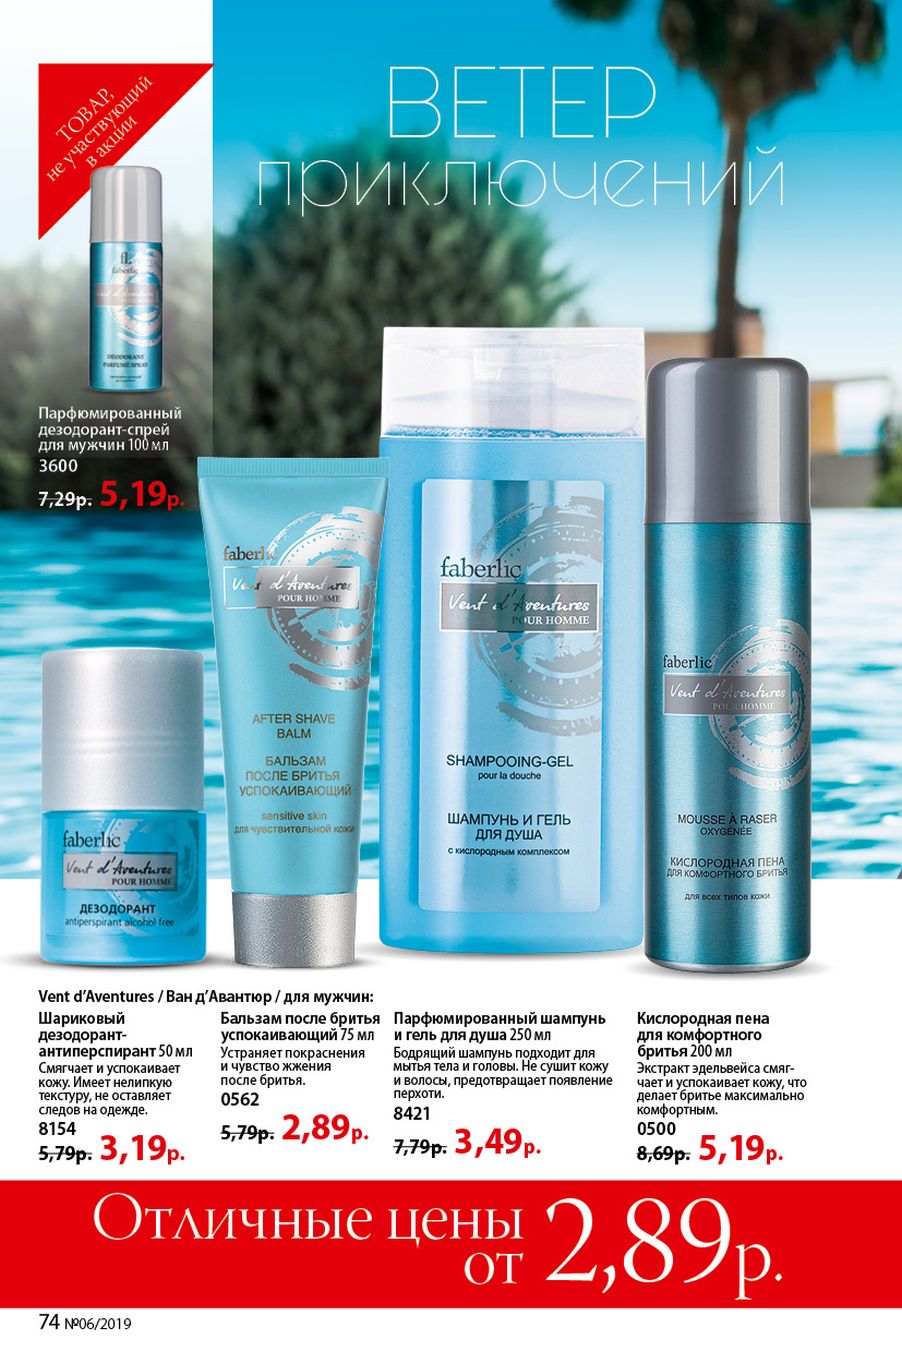 ТОВАР,
не участвующий
в акции
ВЕТЕР
приключений
fl.
faberlic
Vent d'Aventures
DEODORANT
PARFUME SPRAY
Парфюмированный
дезодорант-спрей
для мужчин 100 мл
3600
7,29р. 5,19р.
faberlic
Vent d'Aventures
POUR HOMME
AFTER SHAVE
BALM
БАЛЬЗАМ
ПОСЛЕ БРИТЬЯ
УСПОКАИВАЮЩИЙ
sensitive skin
для чувствительной кожи
faberlic
Vent d'Aventures
POUR HOMME
SHAMPOOING-GEL
pour la douche
ШАМПУНЬ И ГЕЛЬ
ДЛЯ ДУША
с кислородным комплексом
faberlic
Vent d'Aventures
POUR HOMME
MOUSSE À RASER
OXYGÉNÉE
КИСЛОРОДНАЯ ПЕНА
ДЛЯ КОМФОРТНОГО БРИТЬЯ
для всех типов кожи
faberlic
Vent d'Aventures
POUR HOMME
ДЕЗОДОРАНТ
antiperspirant alcohol free
Vent d’Aventures / Ван д’Авантюр / для мужчин:
Шариковый
дезодорант-
антиперспирант 50 мл
Смягчает и успокаивает
кожу. Имеет нелипкую
текстуру, не оставляет
следов на одежде.
8154
5,79р. 3,19р.
Бальзам после бритья
успокаивающий 75 мл
Устраняет покраснения
и чувство жжения
после бритья.
0562
5,79р. 2,89р.
Парфюмированный шампунь
и гель для душа 250 мл
Бодрящий шампунь подходит для
мытья тела и головы. Не сушит кожу
и волосы, предотвращает появление
перхоти.
8421
7,79р. 3,49р.
Кислородная пена
для комфортного
бритья 200 мл
Экстракт эдельвейса смяг-
чает и успокаивает кожу, что
делает бритье максимально
комфортным.
0500
8,69р. 5,19р.
Отличные цены
от 2,89р.
74 №06/2019